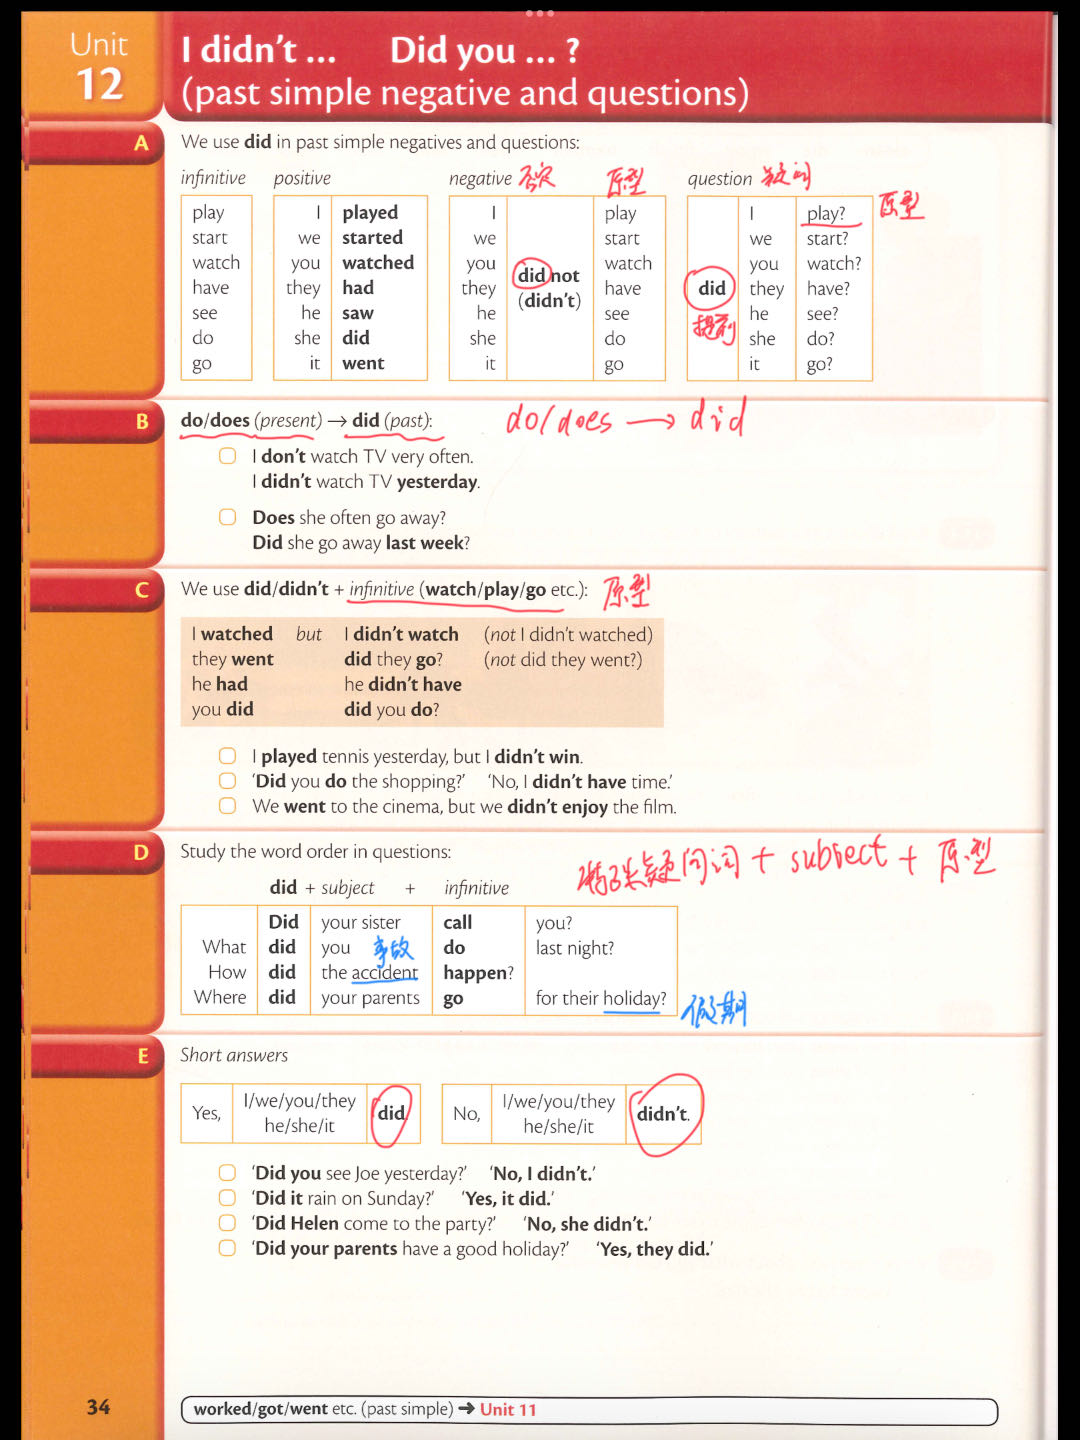 Unit
12
I didn't ... Did you ... ?
(past simple negative and questions)
A
We use did in past simple negatives and questions:
infinitive positive negative 否定 原型 question 疑问
play I played I play I play? 原型
start we started we start we start?
watch you watched you watch you watch?
did not
have they had they have did they have?
(didn't)
see he saw he see he see?
提前
do she did she do she do?
go it went it go it go?
B
do/does (present) → did (past): do/does → did
I don't watch TV very often.
I didn't watch TV yesterday.
Does she often go away?
Did she go away last week?
C
We use did/didn't + infinitive (watch/play/go etc.): 原型
I watched but I didn't watch (not I didn't watched)
they went did they go? (not did they went?)
he had he didn't have
you did did you do?
I played tennis yesterday, but I didn't win.
'Did you do the shopping?' 'No, I didn't have time.'
We went to the cinema, but we didn't enjoy the film.
D
Study the word order in questions:
特殊疑问词 + subject + 原型
did + subject + infinitive
Did your sister call you?
What did you 事故 do last night?
How did the accident happen?
Where did your parents go for their holiday? 假期
E
Short answers
Yes, I/we/you/they he/she/it did.
No, I/we/you/they he/she/it didn't.
'Did you see Joe yesterday?' 'No, I didn't.'
'Did it rain on Sunday?' 'Yes, it did.'
'Did Helen come to the party?' 'No, she didn't.'
'Did your parents have a good holiday?' 'Yes, they did.'
34
worked/got/went etc. (past simple) → Unit 11